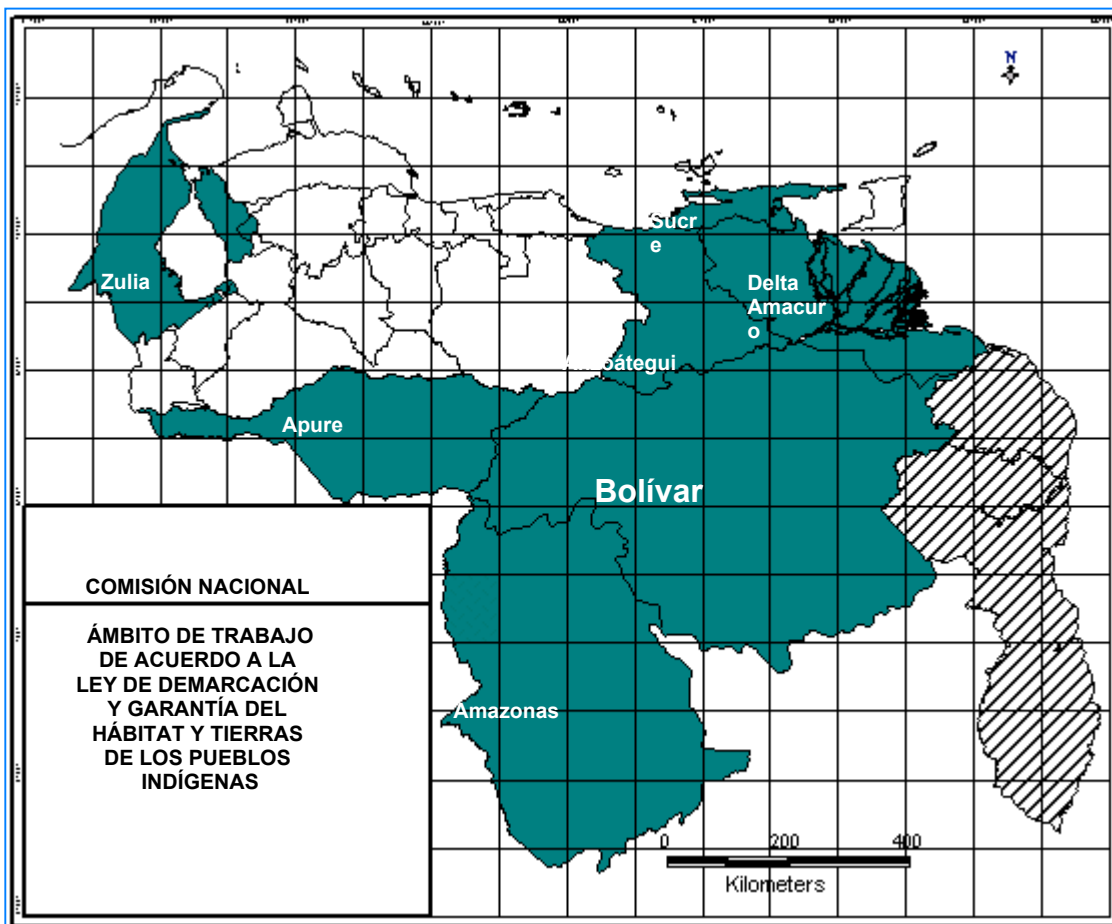 N
Sucr
e
Zulia
Delta
Amacur
o
Apure
Bolívar
COMISIÓN NACIONAL
ÁMBITO DE TRABAJO
DE ACUERDO A LA
LEY DE DEMARCACIÓN
Y GARANTÍA DEL
HÁBITAT Y TIERRAS
DE LOS PUEBLOS
INDÍGENAS
Amazonas
0 200 400
Kilometers